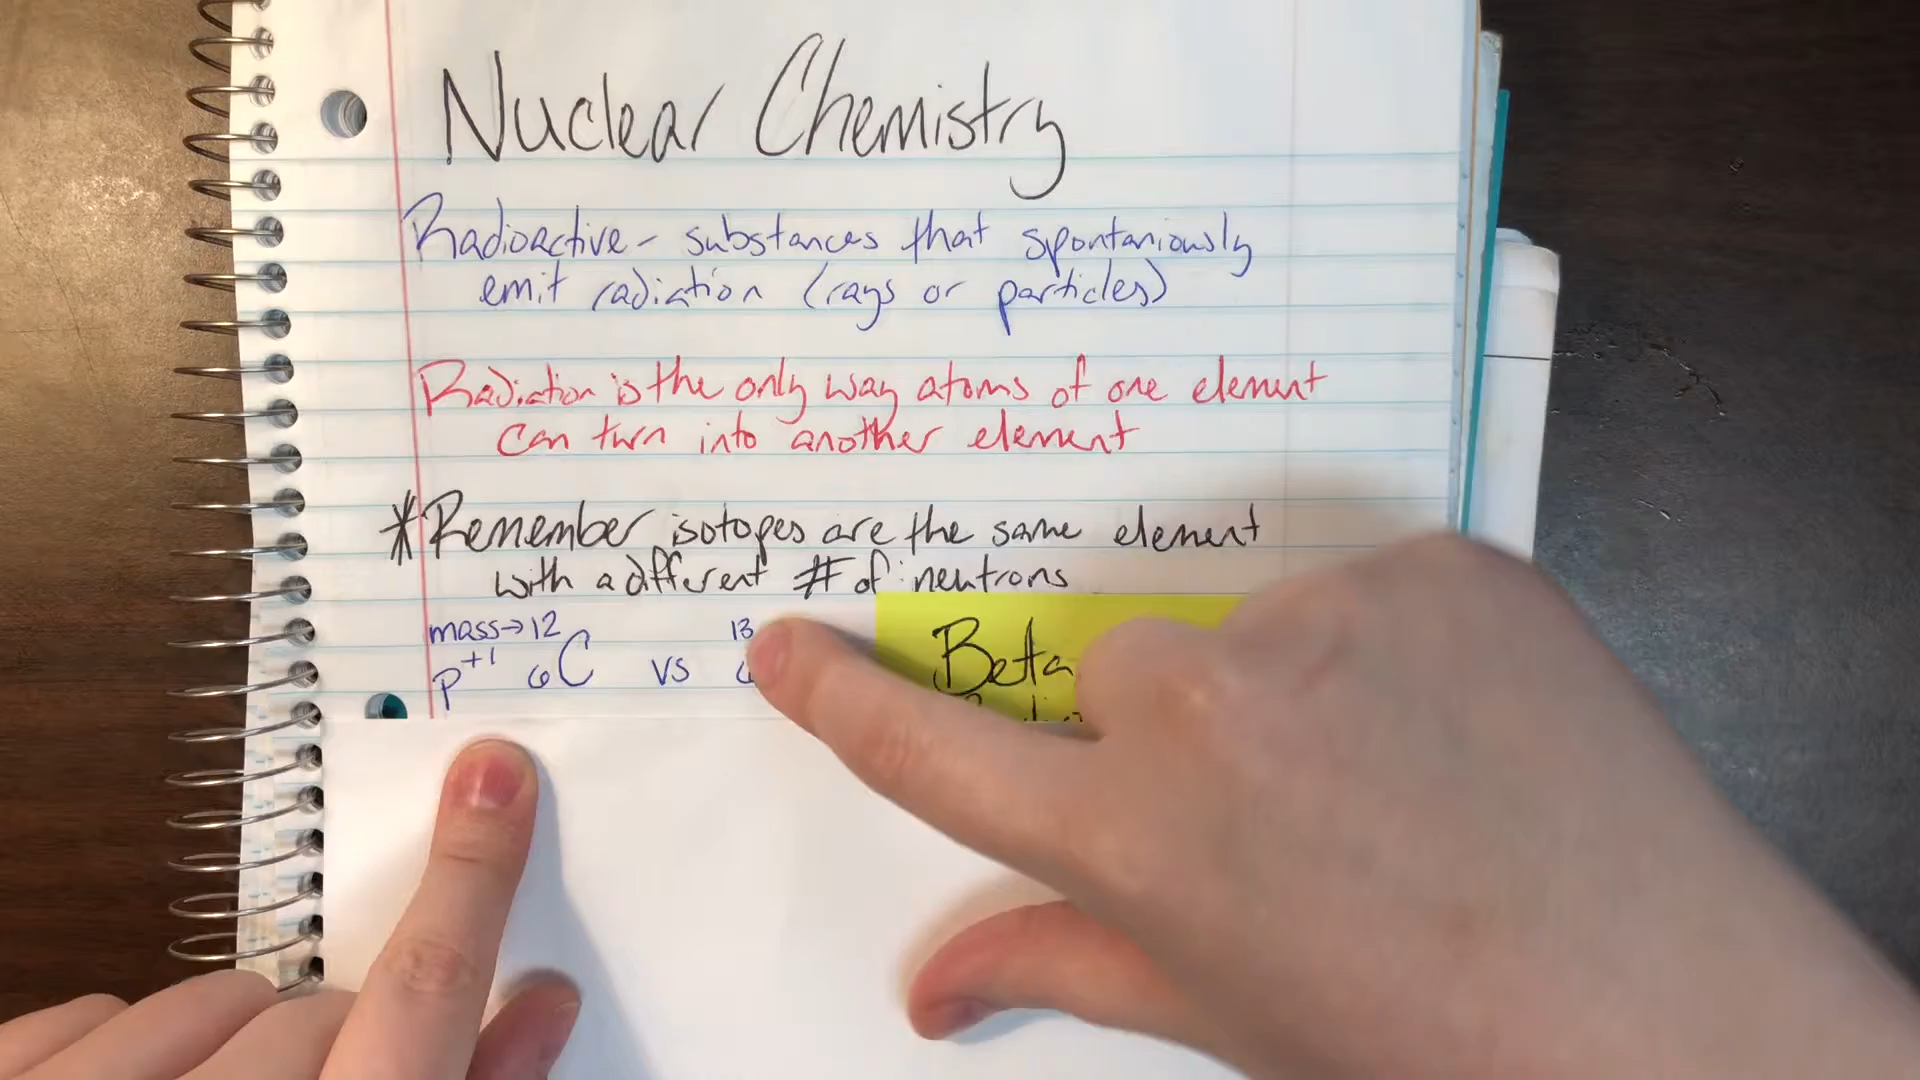 Nuclear Chemistry
Radioactive - substances that spontaniously
emit radiation (rays or particles)
Radiation is the only way atoms of one element
can turn into another element
*Remember isotopes are the same element
with a different # of neutrons
mass→12 13
p+1 6C vs 6
Beta